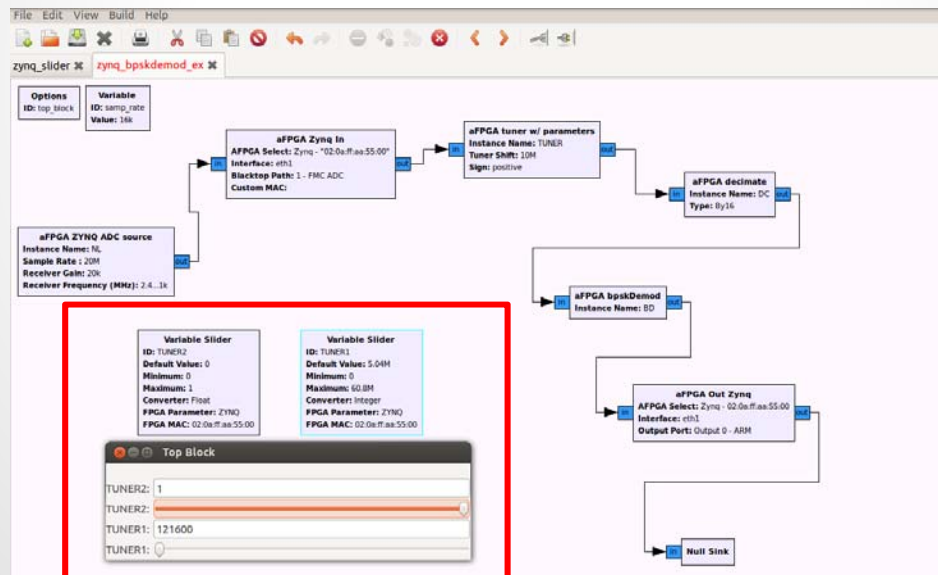 File Edit View Build Help
zynq_slider zynq_bpskdemod_ex
Options
ID: top_block
Variable
ID: samp_rate
Value: 16k
aFPGA Zynq In
AFPGA Select: Zynq - "02:0a:ff:aa:55:00"
Interface: eth1
Blacktop Path: 1 - FMC ADC
Custom MAC:
in
out
aFPGA tuner w/ parameters
Instance Name: TUNER
Tuner Shift: 10M
Sign: positive
in
out
aFPGA decimate
Instance Name: DC
Type: By16
in
out
aFPGA ZYNQ ADC source
Instance Name: NL
Sample Rate : 20M
Receiver Gain: 20k
Receiver Frequency (MHz): 2.4...1k
out
aFPGA bpskDemod
Instance Name: BD
in
out
Variable Slider
ID: TUNER2
Default Value: 0
Minimum: 0
Maximum: 1
Converter: Float
FPGA Parameter: ZYNQ
FPGA MAC: 02:0a:ff:aa:55:00
Variable Slider
ID: TUNER1
Default Value: 5.04M
Minimum: 0
Maximum: 60.8M
Converter: Integer
FPGA Parameter: ZYNQ
FPGA MAC: 02:0a:ff:aa:55:00
aFPGA Out Zynq
AFPGA Select: Zynq - 02:0a:ff:aa:55:00
Interface: eth1
Output Port: Output 0 - ARM
in
out
Top Block
TUNER2: 1
TUNER2:
TUNER1: 121600
TUNER1:
in
Null Sink